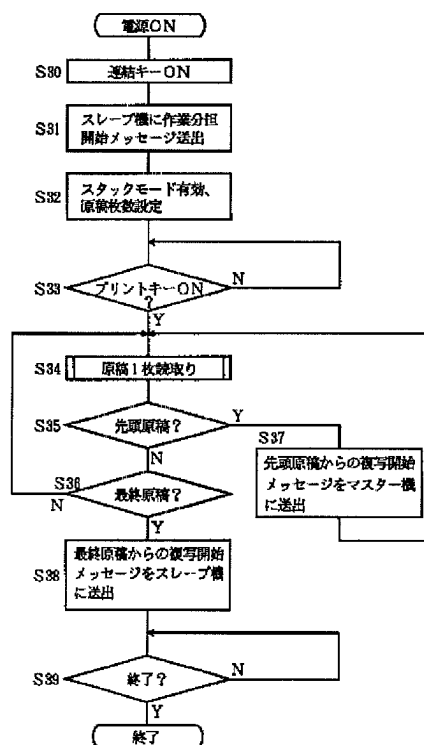 電源ON
S30
連結キーON
S31
スレーブ機に作業分担
開始メッセージ送出
S32
スタックモード有効、
原稿枚数設定
S33
プリントキーON
?
N
Y
S34
原稿1枚読取り
S35
先頭原稿?
Y
N
S37
先頭原稿からの複写開始
メッセージをマスター機
に送出
S36
最終原稿?
N
Y
S38
最終原稿からの複写開始
メッセージをスレーブ機
に送出
S39
終了?
N
Y
終了